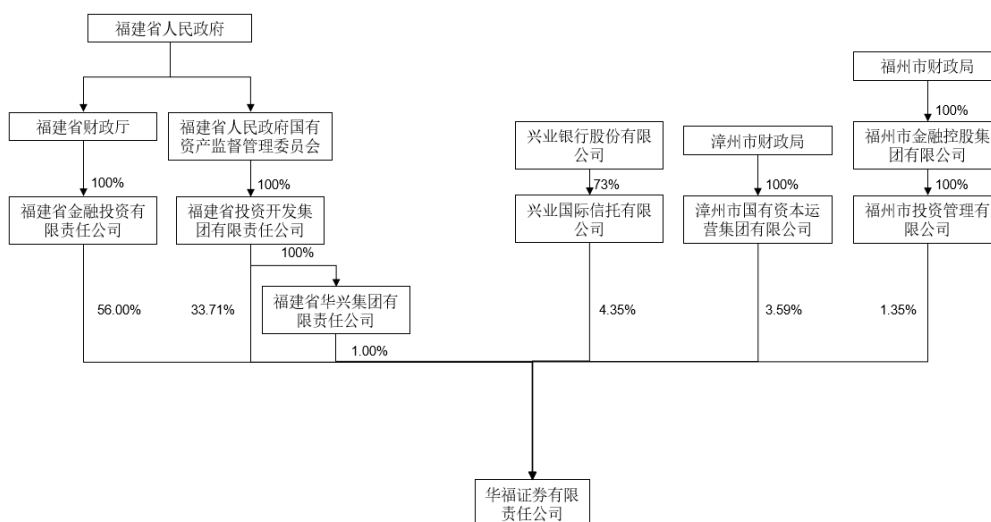 福建省人民政府
福州市财政局
100%
福建省财政厅
福建省人民政府国有
资产监督管理委员会
兴业银行股份有限
公司
漳州市财政局
福州市金融控股集
团有限公司
100%
100%
73%
100%
100%
福建省金融投资有
限责任公司
福建省投资开发集
团有限责任公司
兴业国际信托有限
公司
漳州市国有资本运
营集团有限公司
福州市投资管理有
限公司
100%
福建省华兴集团有
限责任公司
56.00%
33.71%
4.35%
3.59%
1.35%
1.00%
华福证券有限
责任公司